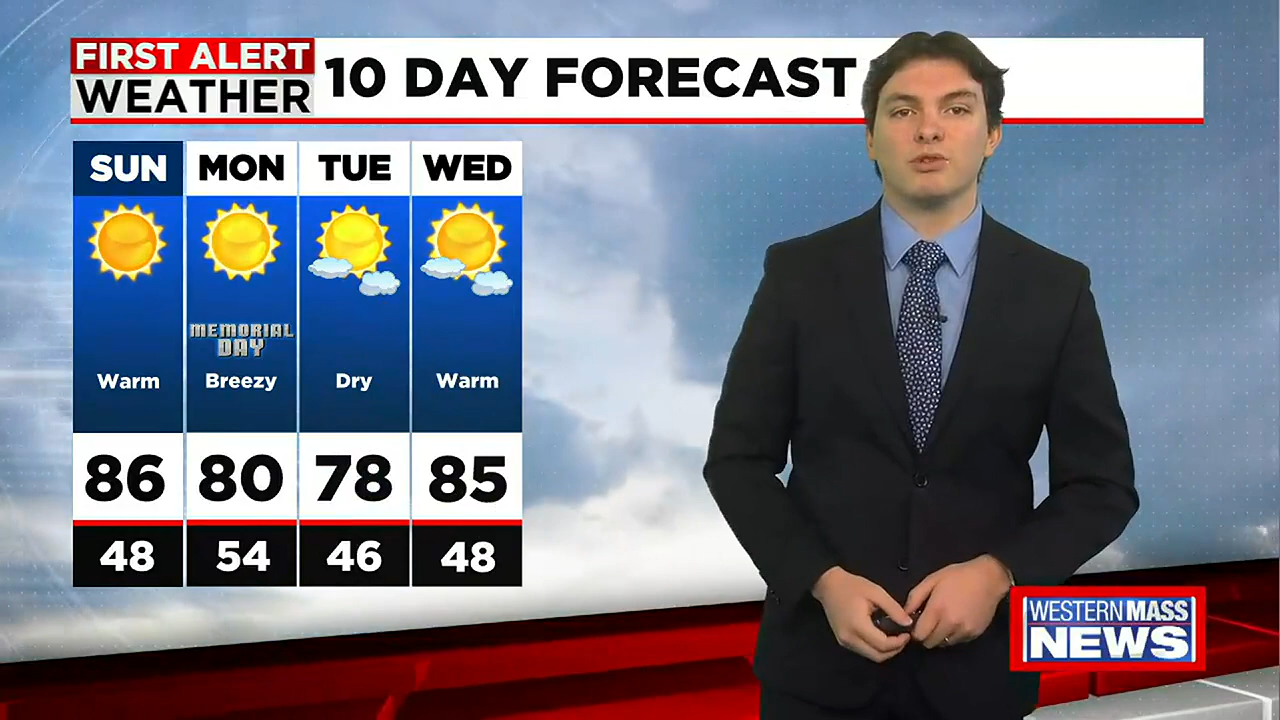 FIRST ALERT
WEATHER
10 DAY FORECAST
SUN MON TUE WED
MEMORIAL
DAY
Warm Breezy Dry Warm
86 80 78 85
48 54 46 48
WESTERN MASS
NEWS